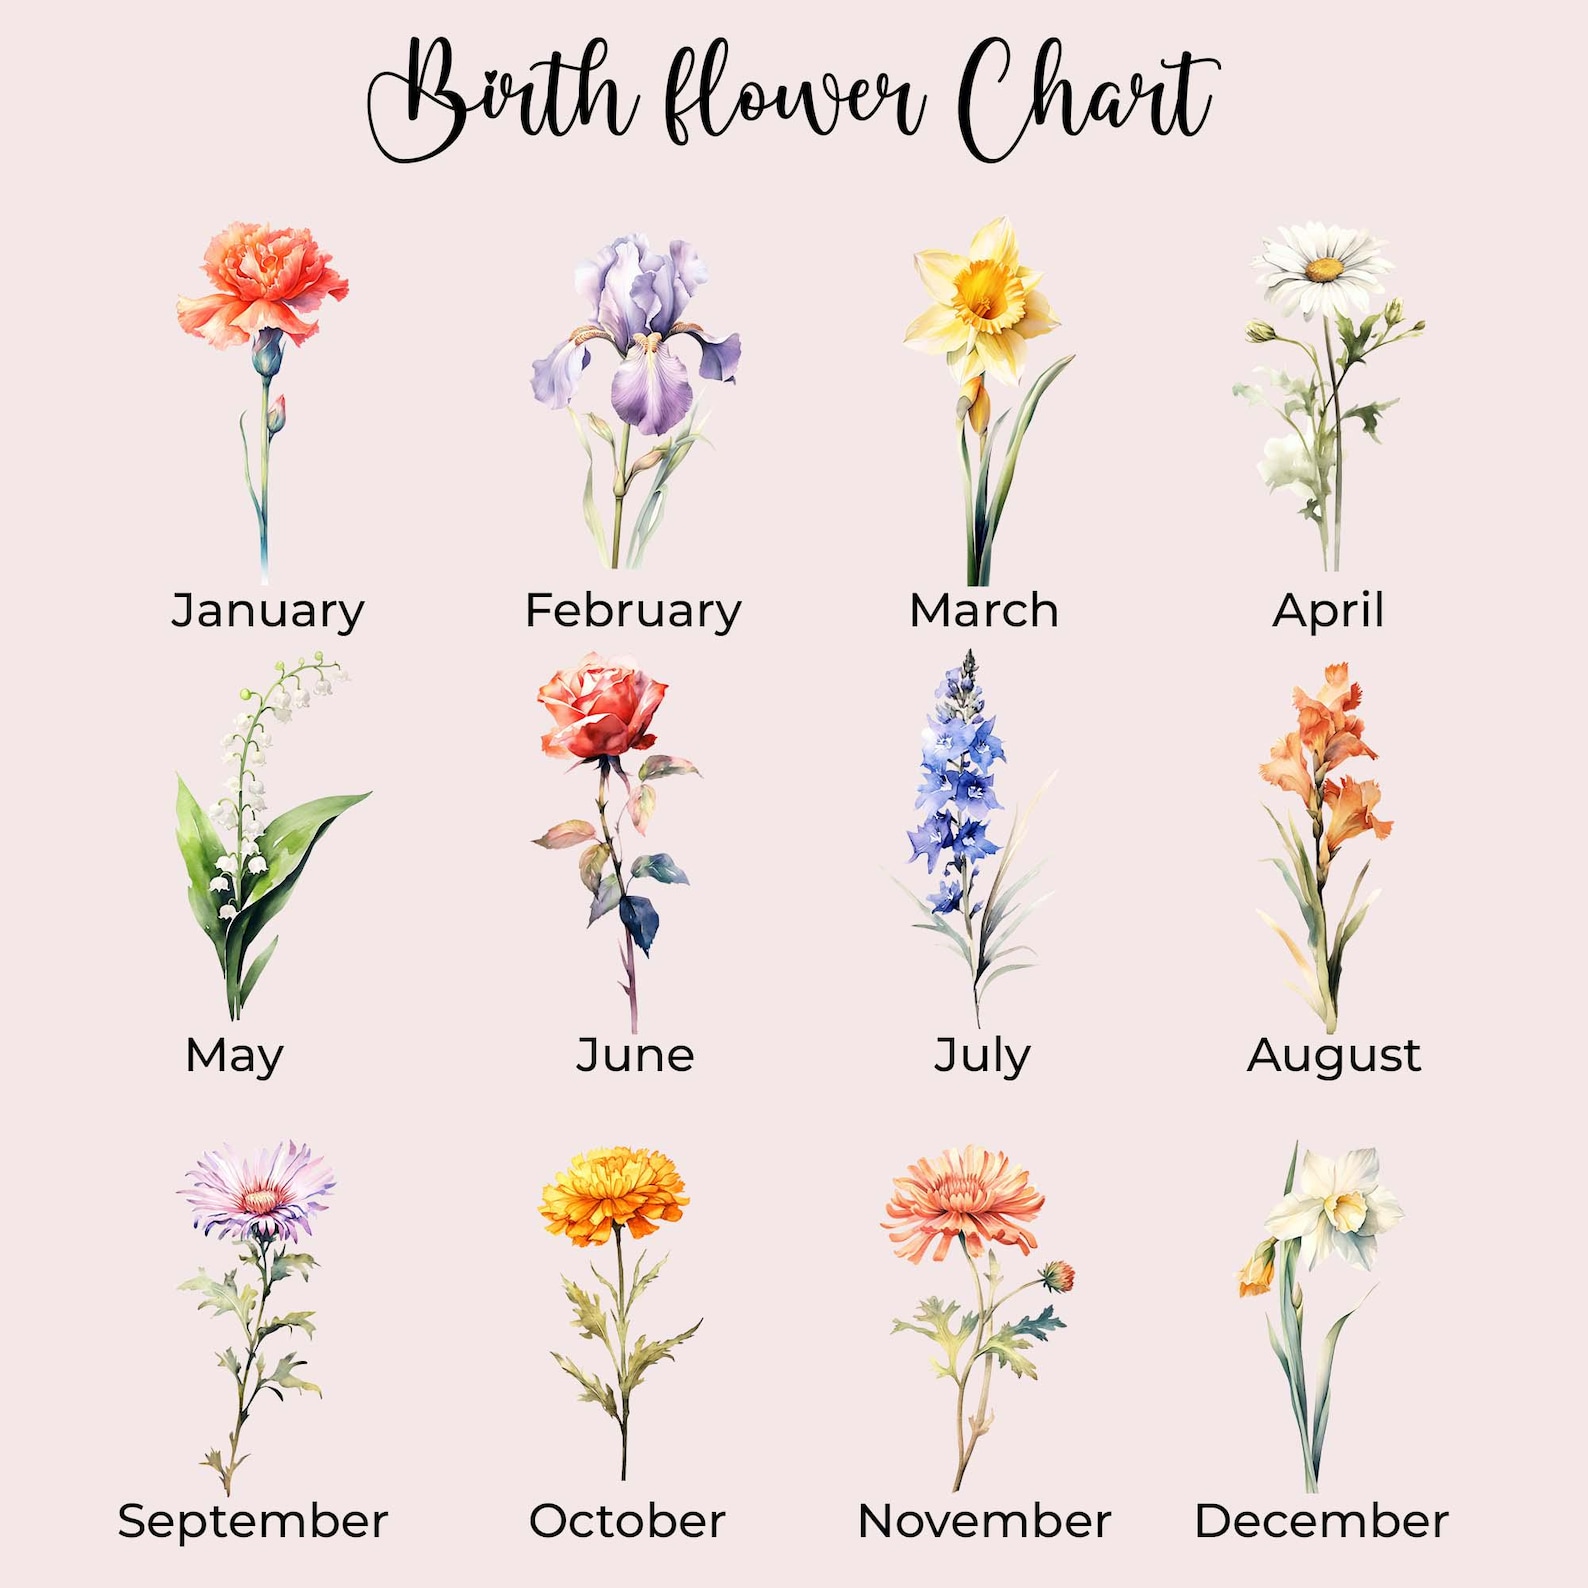 Birth flower Chart
January February March April
May June July August
September October November December